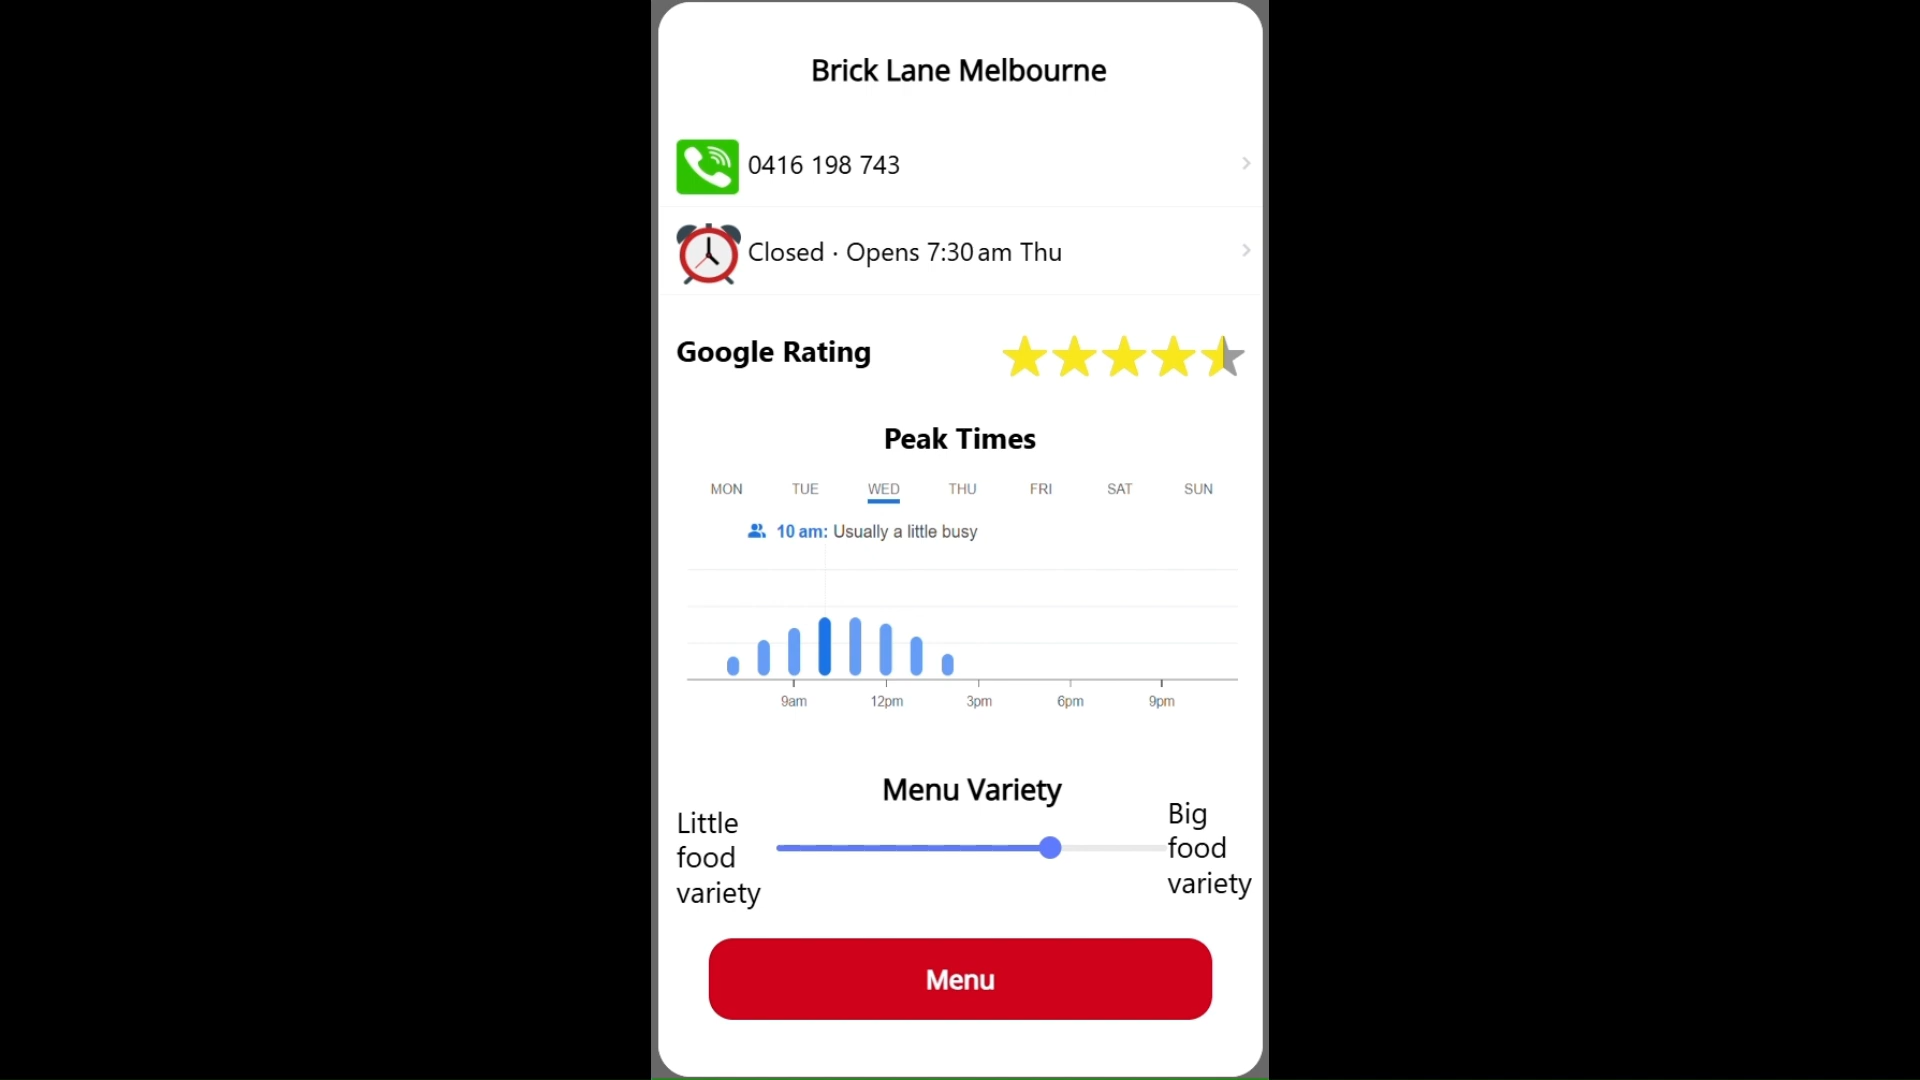 Brick Lane Melbourne
0416 198 743
Closed · Opens 7:30 am Thu
Google Rating
Peak Times
MON TUE WED THU FRI SAT SUN
10 am: Usually a little busy
9am 12pm 3pm 6pm 9pm
Menu Variety
Little
food
variety
Big
food
variety
Menu